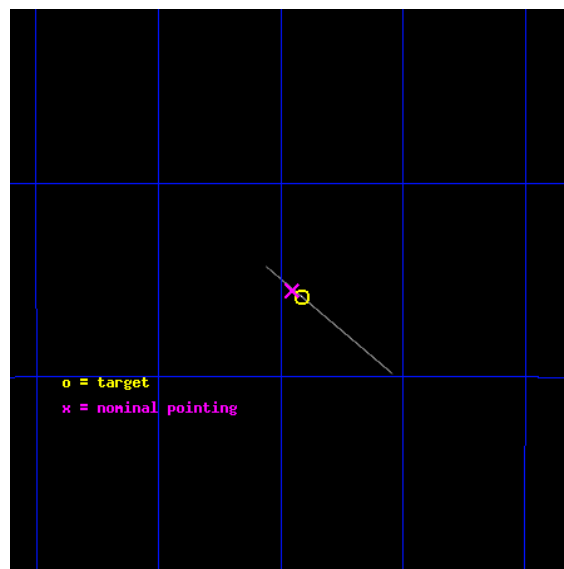 o = target
x = nominal pointing